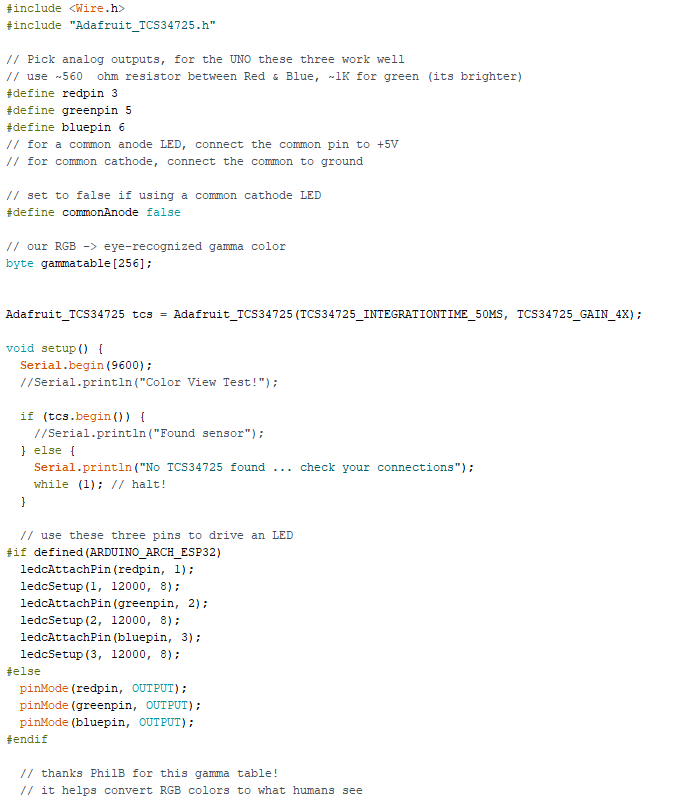 #include <Wire.h>
#include "Adafruit_TCS34725.h"

// Pick analog outputs, for the UNO these three work well
// use ~560  ohm resistor between Red & Blue, ~1K for green (its brighter)
#define redpin 3
#define greenpin 5
#define bluepin 6
// for a common anode LED, connect the common pin to +5V
// for common cathode, connect the common to ground

// set to false if using a common cathode LED
#define commonAnode false

// our RGB -> eye-recognized gamma color
byte gammatable[256];


Adafruit_TCS34725 tcs = Adafruit_TCS34725(TCS34725_INTEGRATIONTIME_50MS, TCS34725_GAIN_4X);

void setup() {
  Serial.begin(9600);
  //Serial.println("Color View Test!");

  if (tcs.begin()) {
    //Serial.println("Found sensor");
  } else {
    Serial.println("No TCS34725 found ... check your connections");
    while (1); // halt!
  }

  // use these three pins to drive an LED
#if defined(ARDUINO_ARCH_ESP32)
  ledcAttachPin(redpin, 1);
  ledcSetup(1, 12000, 8);
  ledcAttachPin(greenpin, 2);
  ledcSetup(2, 12000, 8);
  ledcAttachPin(bluepin, 3);
  ledcSetup(3, 12000, 8);
#else
  pinMode(redpin, OUTPUT);
  pinMode(greenpin, OUTPUT);
  pinMode(bluepin, OUTPUT);
#endif

  // thanks PhilB for this gamma table!
  // it helps convert RGB colors to what humans see